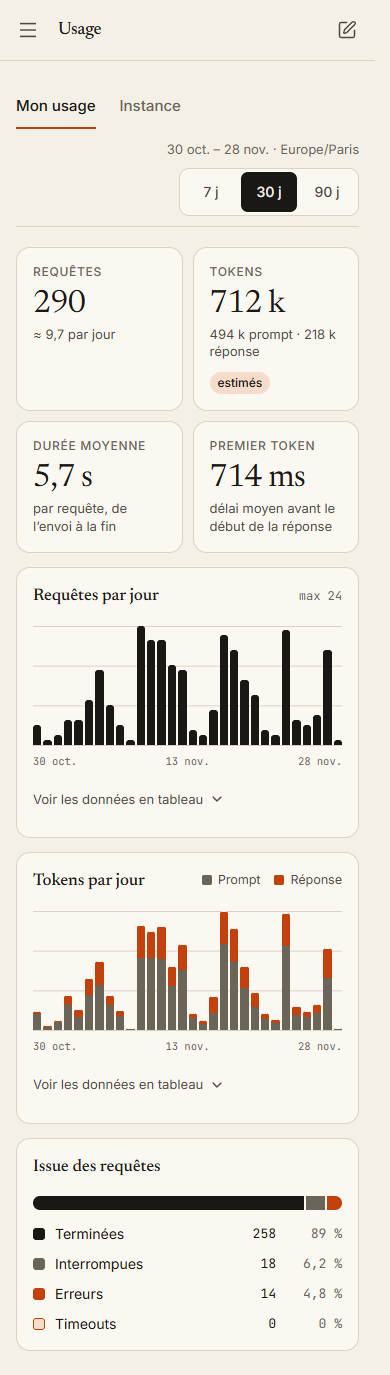 Usage
Mon usage Instance
30 oct. – 28 nov. · Europe/Paris
7 j 30 j 90 j
REQUÊTES
290
≈ 9,7 par jour
TOKENS
712 k
494 k prompt · 218 k
réponse
estimés
DURÉE MOYENNE
5,7 s
par requête, de
l’envoi à la fin
PREMIER TOKEN
714 ms
délai moyen avant le
début de la réponse
Requêtes par jour max 24
30 oct. 13 nov. 28 nov.
Voir les données en tableau
Tokens par jour Prompt Réponse
30 oct. 13 nov. 28 nov.
Voir les données en tableau
Issue des requêtes
Terminées 258 89 %
Interrompues 18 6,2 %
Erreurs 14 4,8 %
Timeouts 0 0 %